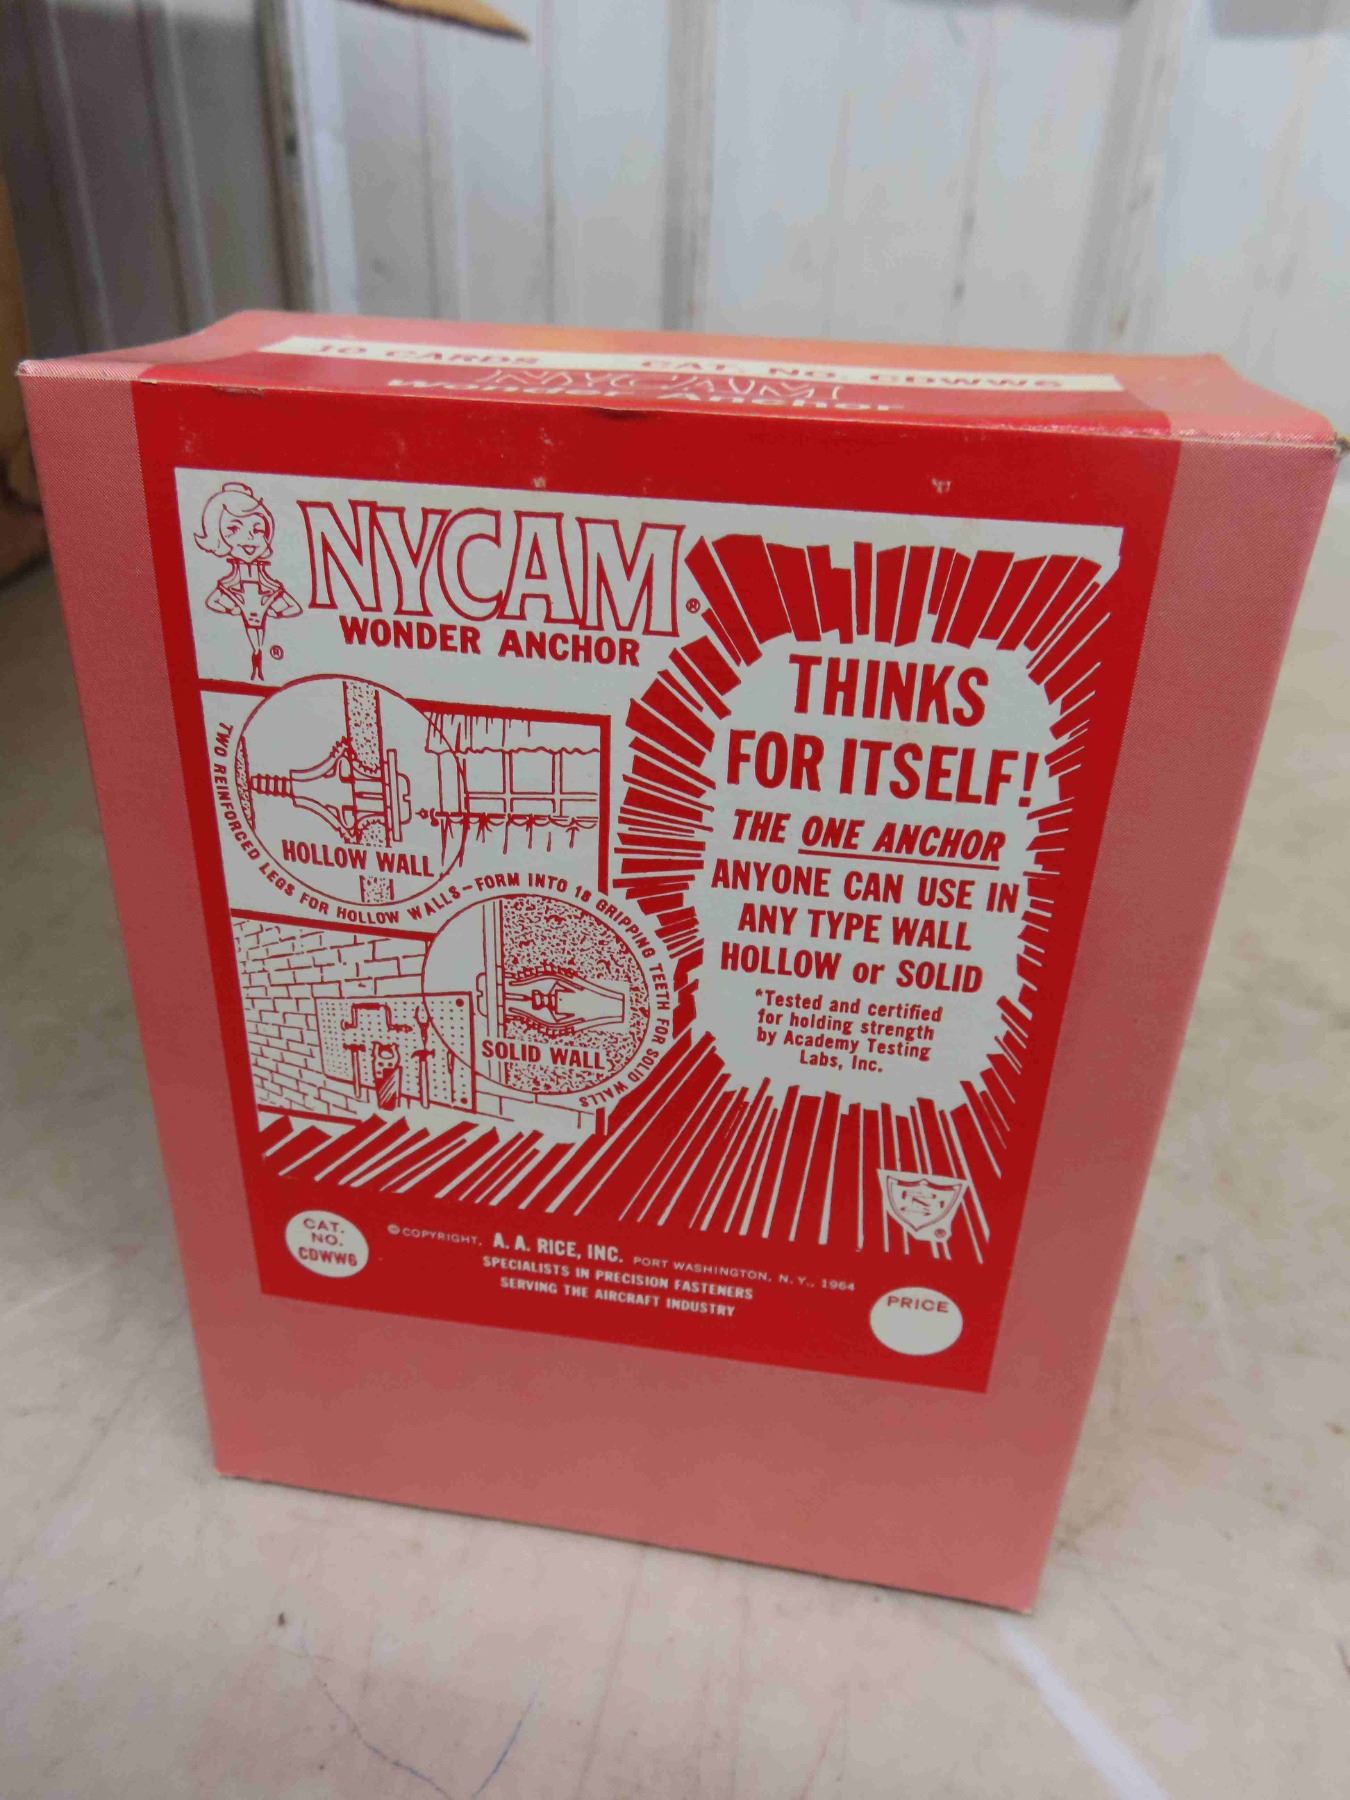 10 CARDS CAT. NO. CDWW6
NYCAM
Wonder Anchor
NYCAM®
WONDER ANCHOR
®
THINKS
FOR ITSELF!
THE ONE ANCHOR
ANYONE CAN USE IN
ANY TYPE WALL
HOLLOW or SOLID
*Tested and certified
for holding strength
by Academy Testing
Labs, Inc.
HOLLOW WALL
TWO REINFORCED LEGS FOR HOLLOW WALLS-FORM INTO 18 GRIPPING TEETH FOR SOLID WALLS
SOLID WALL
®
CAT.
NO.
CDWW6
©COPYRIGHT, A. A. RICE, INC. PORT WASHINGTON, N. Y., 1964
SPECIALISTS IN PRECISION FASTENERS
SERVING THE AIRCRAFT INDUSTRY
PRICE